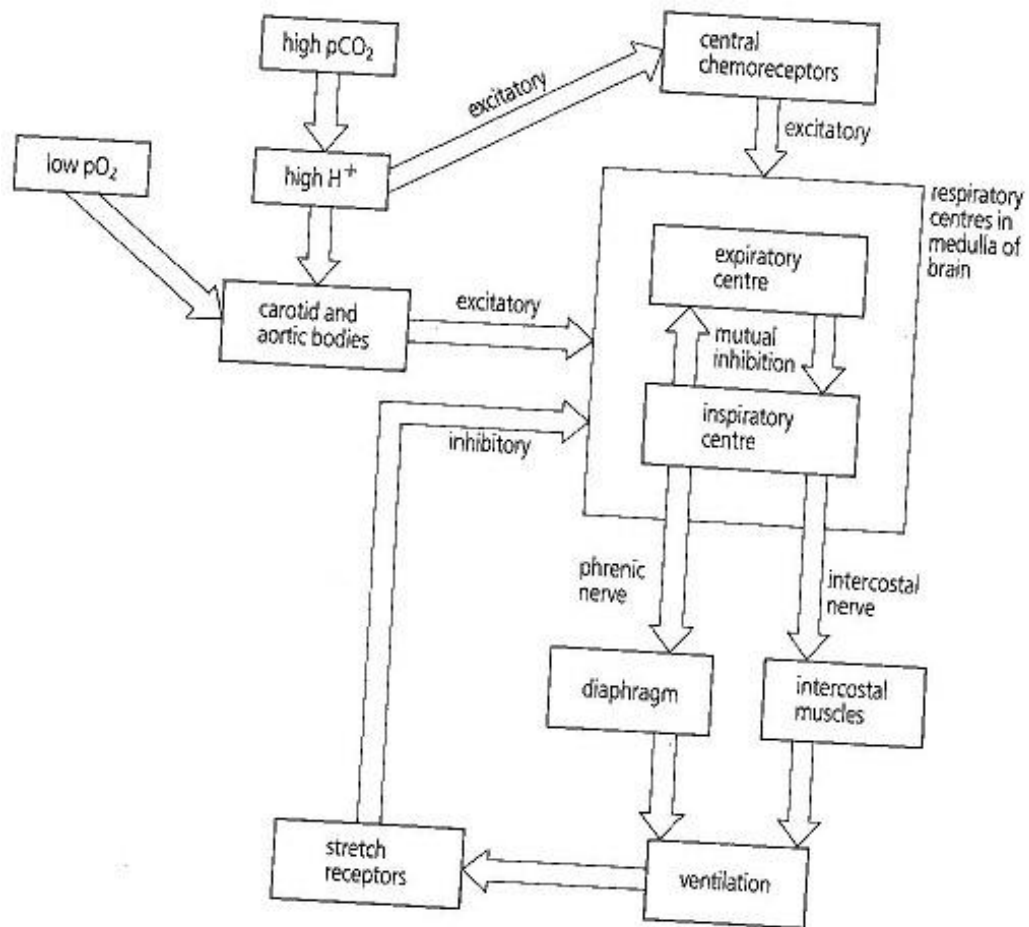 high pCO₂
central
chemoreceptors
excitatory
excitatory
low pO₂
high H⁺
respiratory
centres in
medulla of
brain
expiratory
centre
carotid and
aortic bodies
excitatory
mutual
inhibition
inspiratory
centre
inhibitory
phrenic
nerve
intercostal
nerve
diaphragm
intercostal
muscles
stretch
receptors
ventilation